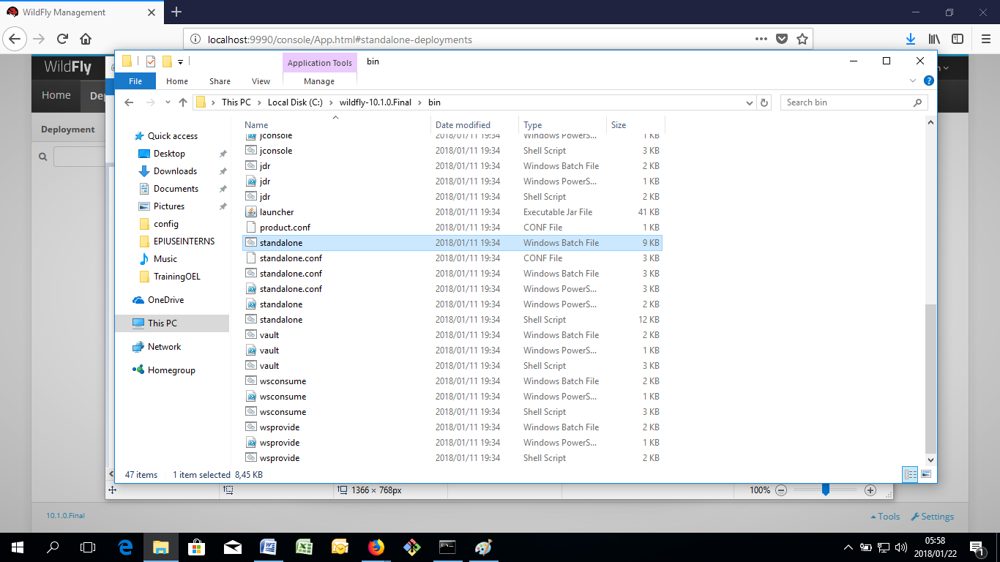 WildFly Management
localhost:9990/console/App.html#standalone-deployments
WildFly
Home
Dep
Deployment
Application Tools
bin
File
Home
Share
View
Manage
This PC
Local Disk (C:)
wildfly-10.1.0.Final
bin
Search bin
Quick access
Desktop
Downloads
Documents
Pictures
config
EPIUSEINTERNS
Music
TrainingOEL
OneDrive
This PC
Network
Homegroup
Name Date modified Type Size
jconsole 2018/01/11 19:34 Windows PowerS... 1 KB
jconsole 2018/01/11 19:34 Shell Script 3 KB
jdr 2018/01/11 19:34 Windows Batch File 2 KB
jdr 2018/01/11 19:34 Windows PowerS... 1 KB
jdr 2018/01/11 19:34 Shell Script 2 KB
launcher 2018/01/11 19:34 Executable Jar File 41 KB
product.conf 2018/01/11 19:34 CONF File 1 KB
standalone 2018/01/11 19:34 Windows Batch File 9 KB
standalone.conf 2018/01/11 19:34 CONF File 3 KB
standalone.conf 2018/01/11 19:34 Windows Batch File 3 KB
standalone.conf 2018/01/11 19:34 Windows PowerS... 3 KB
standalone 2018/01/11 19:34 Windows PowerS... 2 KB
standalone 2018/01/11 19:34 Shell Script 12 KB
vault 2018/01/11 19:34 Windows Batch File 2 KB
vault 2018/01/11 19:34 Windows PowerS... 1 KB
vault 2018/01/11 19:34 Shell Script 3 KB
wsconsume 2018/01/11 19:34 Windows Batch File 2 KB
wsconsume 2018/01/11 19:34 Windows PowerS... 1 KB
wsconsume 2018/01/11 19:34 Shell Script 3 KB
wsprovide 2018/01/11 19:34 Windows Batch File 2 KB
wsprovide 2018/01/11 19:34 Windows PowerS... 1 KB
wsprovide 2018/01/11 19:34 Shell Script 2 KB
47 items 1 item selected 8,45 KB
1366 × 768px
100%
10.1.0.Final
Tools
Settings
05:58
2018/01/22
1